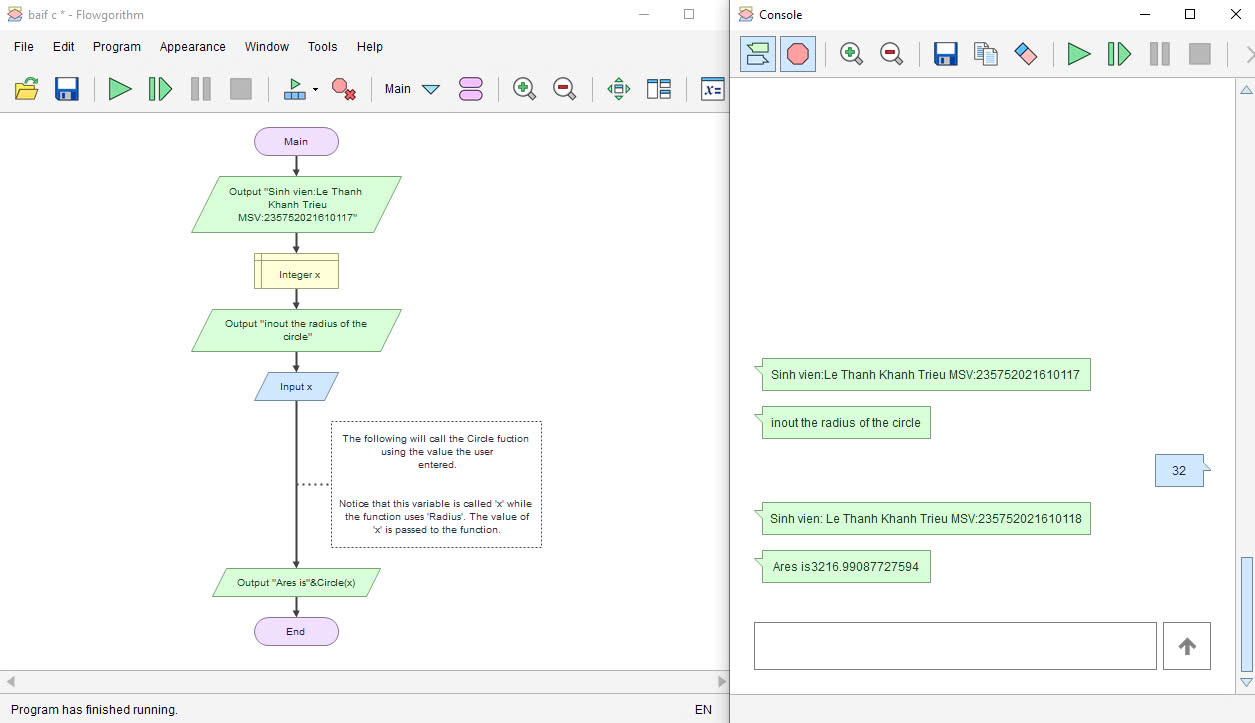 baif c * - Flowgorithm
File Edit Program Appearance Window Tools Help
Main
x=
Main
Output "Sinh vien:Le Thanh
Khanh Trieu
MSV:235752021610117"
Integer x
Output "inout the radius of the
circle"
Input x
The following will call the Circle fuction
using the value the user
entered.
Notice that this variable is called 'x' while
the function uses 'Radius'. The value of
'x' is passed to the function.
Output "Ares is"&Circle(x)
End
Program has finished running.
EN
Console
Sinh vien:Le Thanh Khanh Trieu MSV:235752021610117
inout the radius of the circle
32
Sinh vien: Le Thanh Khanh Trieu MSV:235752021610118
Ares is3216.99087727594